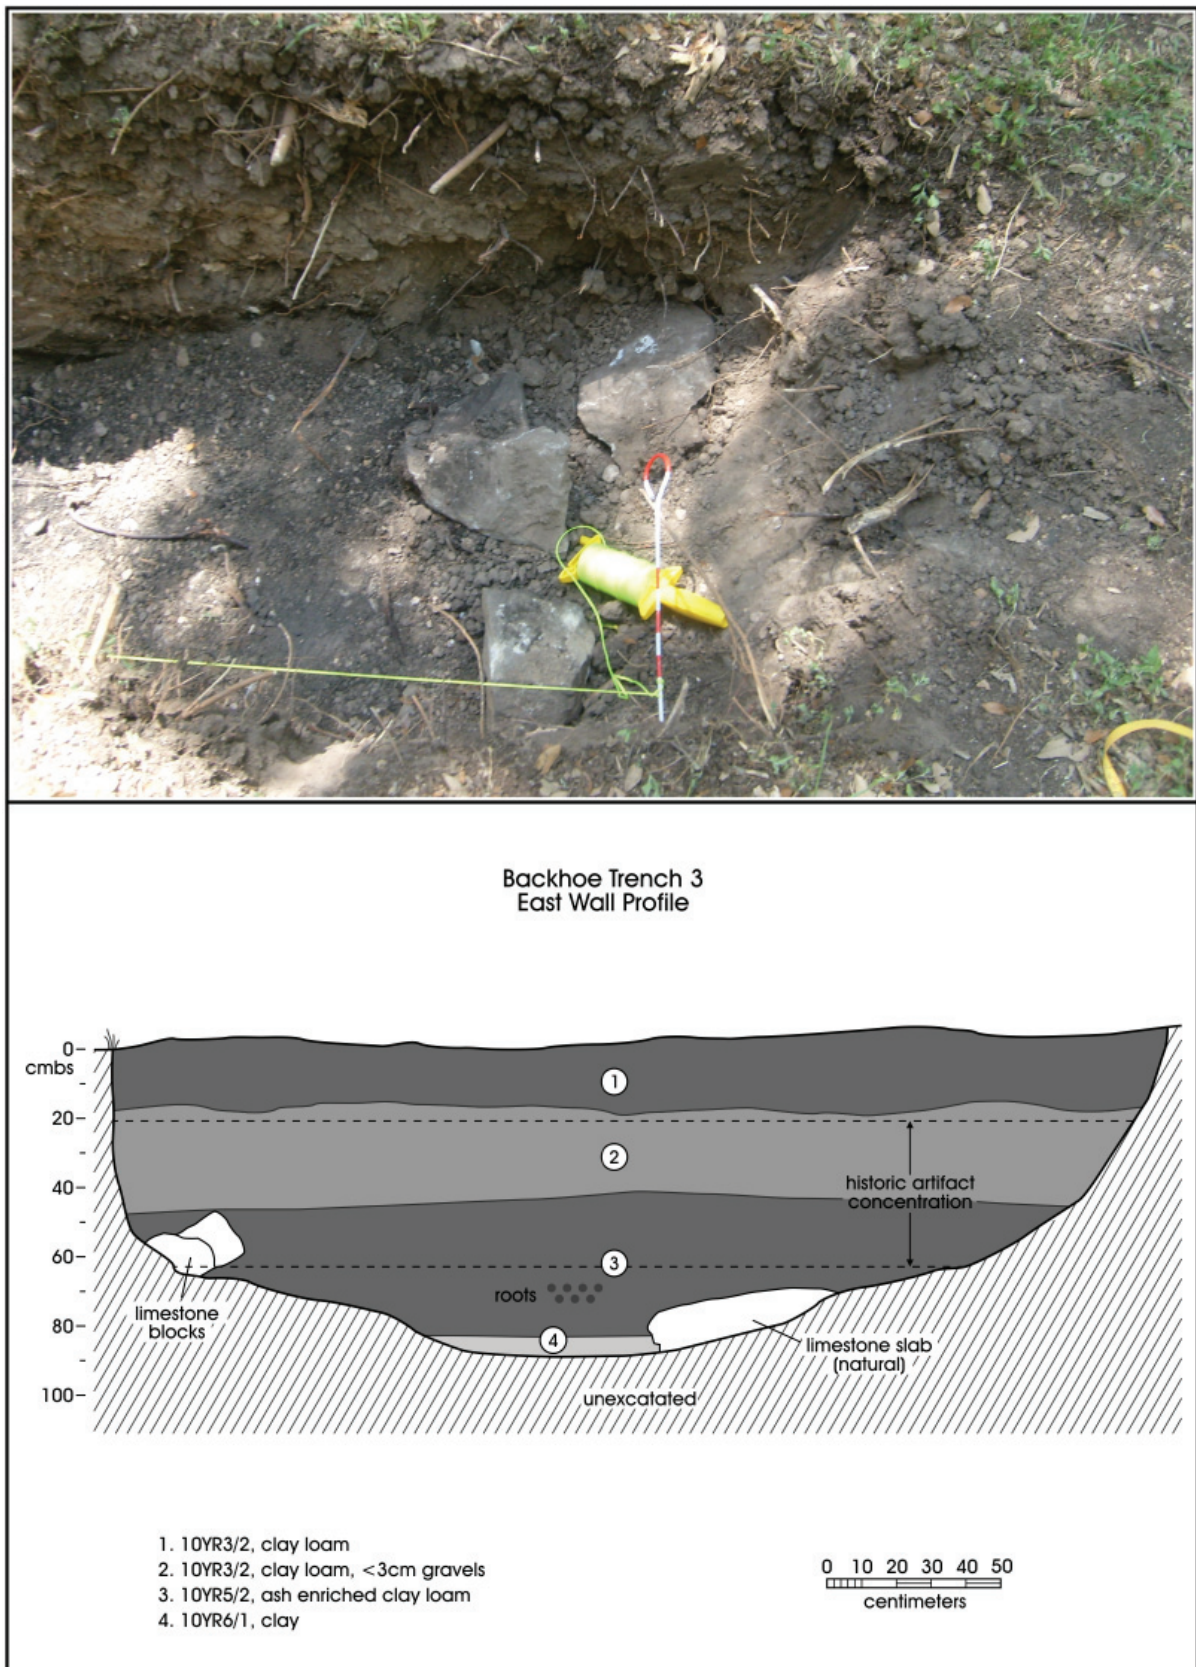 Backhoe Trench 3
East Wall Profile
0
cmbs
20
40
60
80
100
1
2
3
4
historic artifact
concentration
roots
limestone
blocks
limestone slab
(natural)
unexcatated
1. 10YR3/2, clay loam
2. 10YR3/2, clay loam, <3cm gravels
3. 10YR5/2, ash enriched clay loam
4. 10YR6/1, clay
0 10 20 30 40 50
centimeters